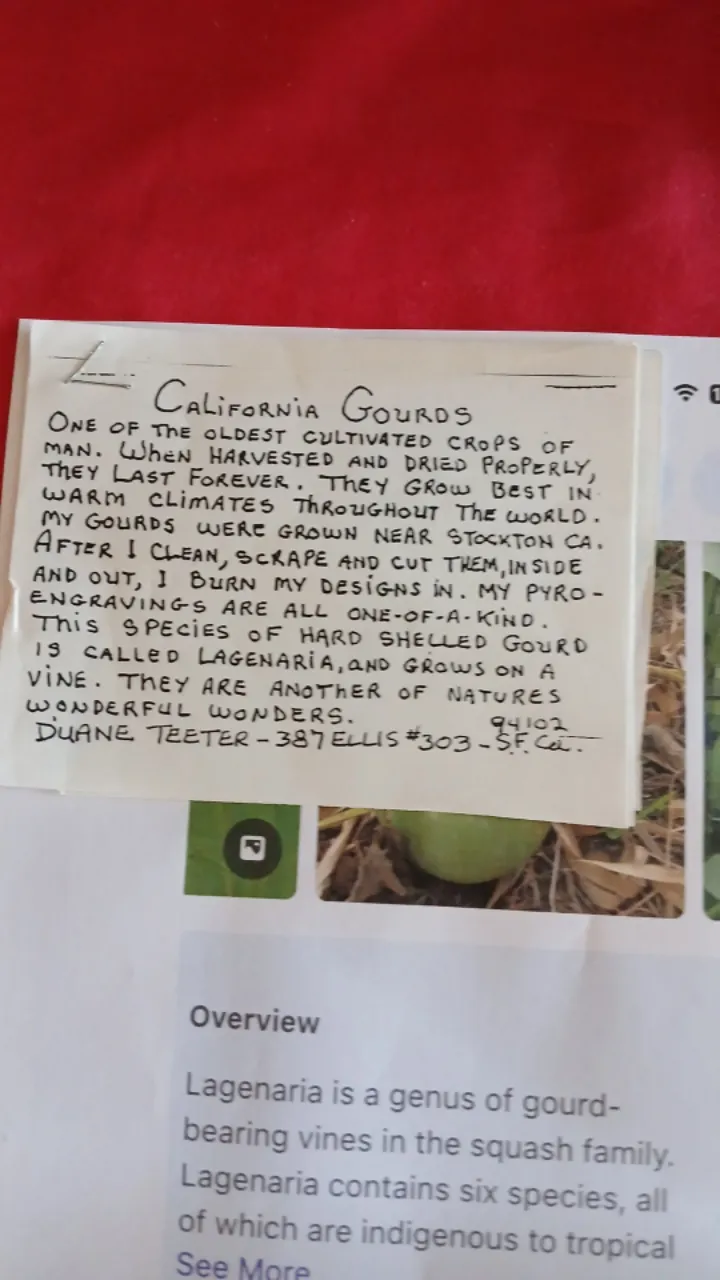 CALIFORNIA GOURDS
ONE OF THE OLDEST CULTIVATED CROPS OF
MAN. WHEN HARVESTED AND DRIED PROPERLY,
THEY LAST FOREVER. THEY GROW BEST IN
WARM CLIMATES THROUGHOUT THE WORLD.
MY GOURDS WERE GROWN NEAR STOCKTON CA.
AFTER I CLEAN, SCRAPE AND CUT THEM, INSIDE
AND OUT, I BURN MY DESIGNS IN. MY PYRO-
ENGRAVINGS ARE ALL ONE-OF-A-KIND.
THIS SPECIES OF HARD SHELLED GOURD
IS CALLED LAGENARIA, AND GROWS ON A
VINE. THEY ARE ANOTHER OF NATURES
WONDERFUL WONDERS.
94102
DUANE TEETER - 387 ELLIS #303 - S.F. Ca.
Overview
Lagenaria is a genus of gourd-
bearing vines in the squash family.
Lagenaria contains six species, all
of which are indigenous to tropical
See More